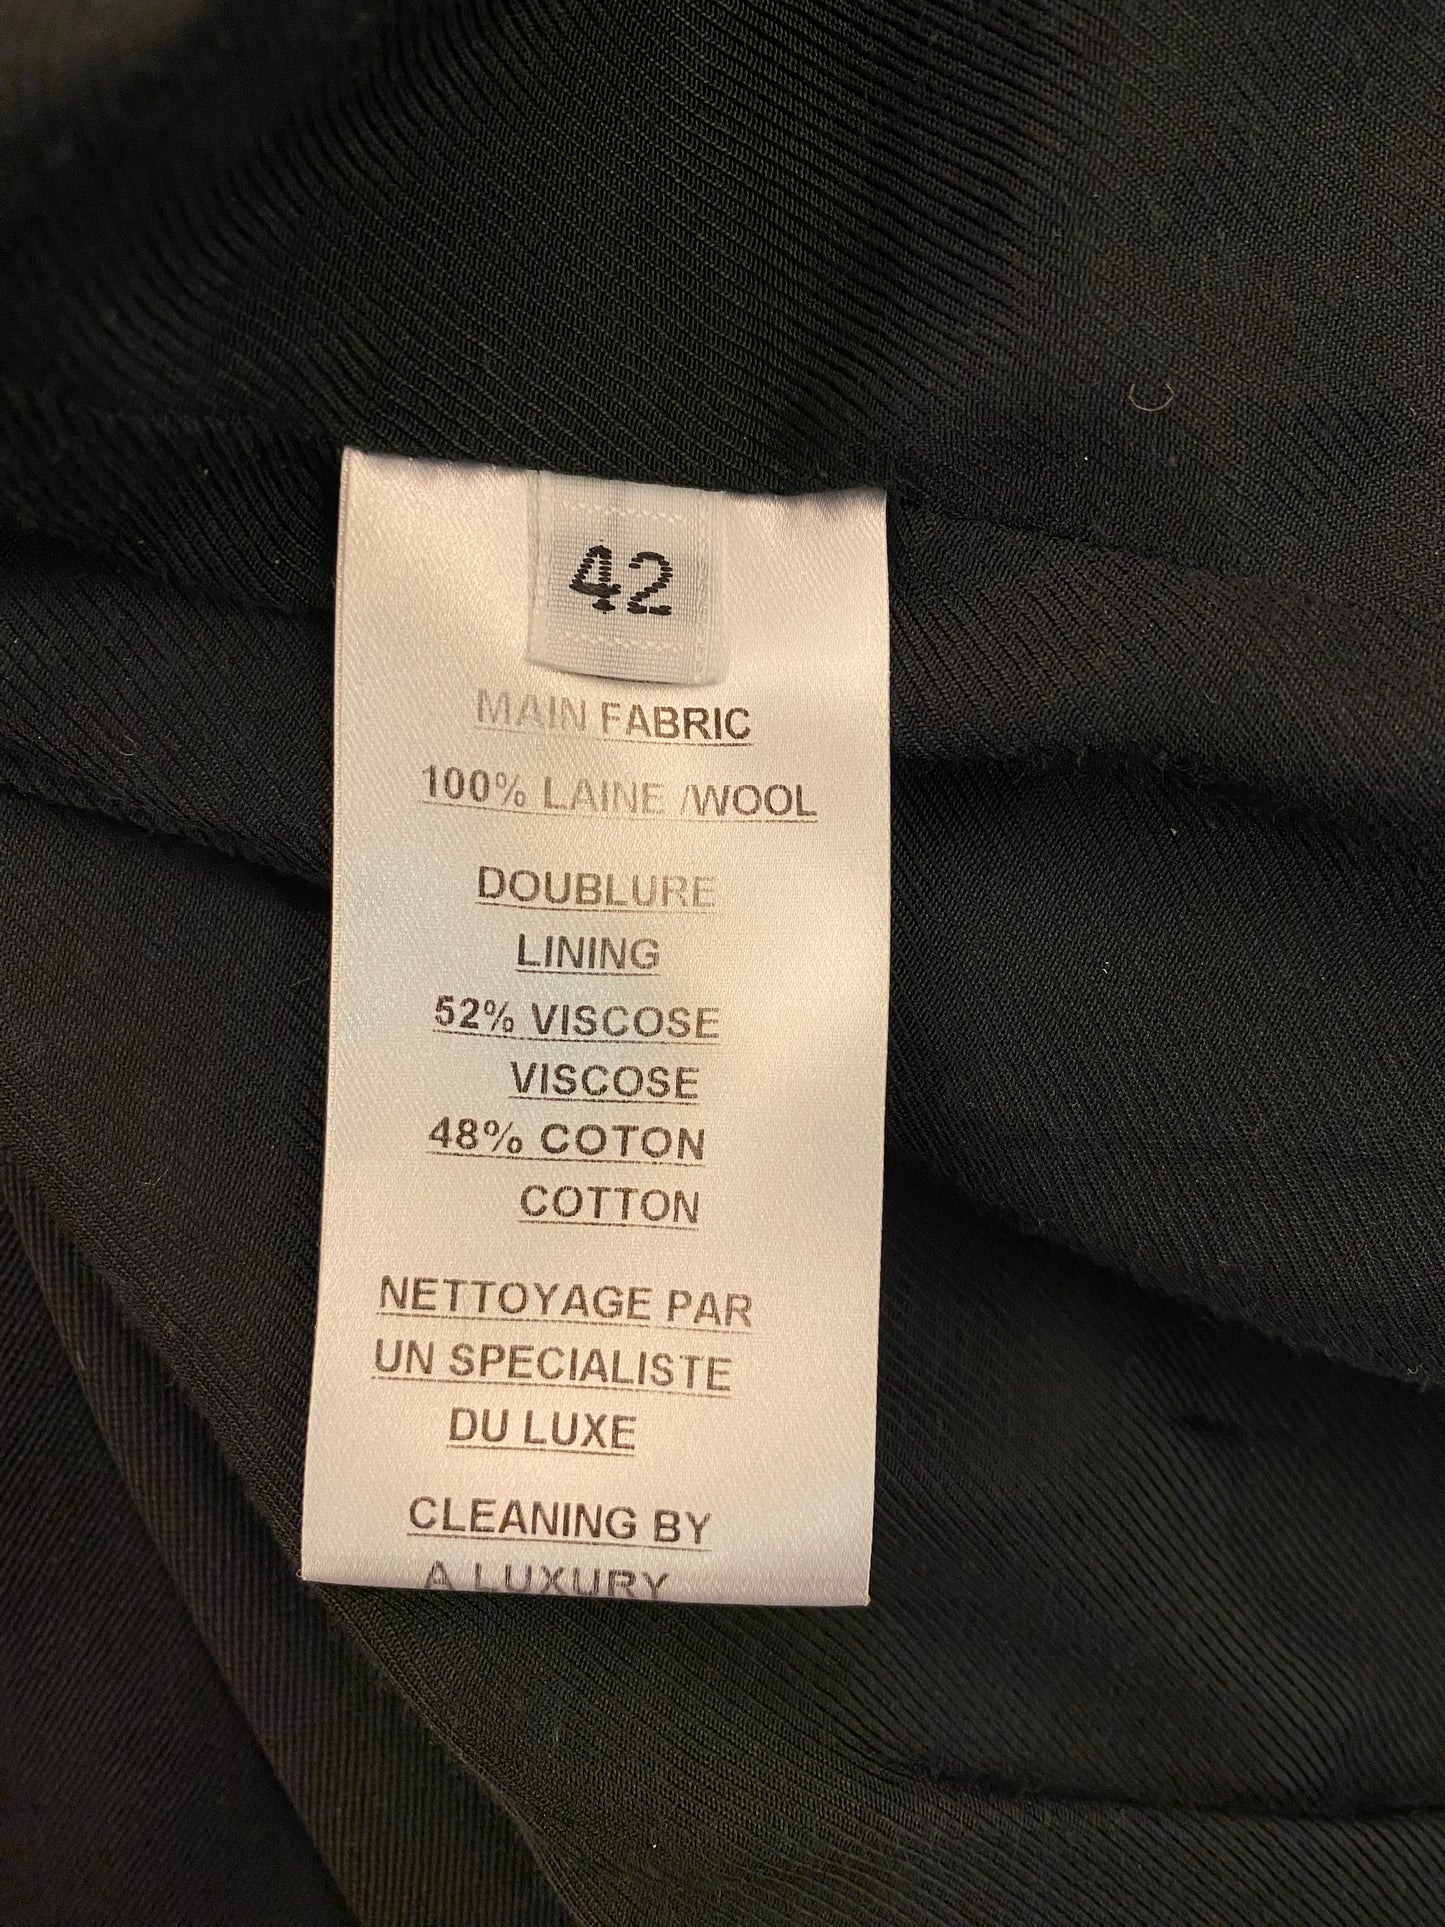 42
MAIN FABRIC
100% LAINE /WOOL
DOUBLURE
LINING
52% VISCOSE
VISCOSE
48% COTON
COTTON
NETTOYAGE PAR
UN SPECIALISTE
DU LUXE
CLEANING BY
A LUXURY